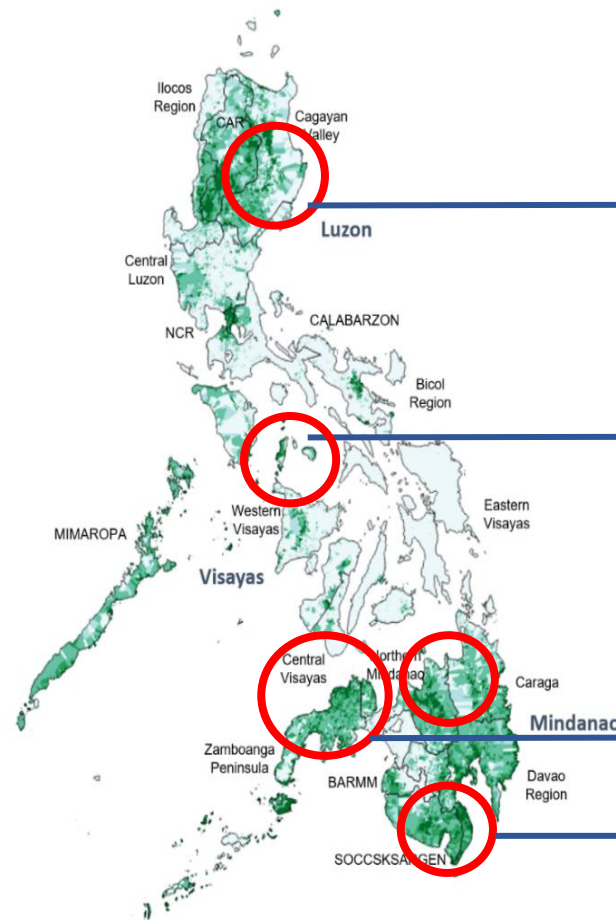 Ilocos
Region
CAR
Cagayan
Valley
Luzon
Central
Luzon
NCR
CALABARZON
Bicol
Region
MIMAROPA
Western
Visayas
Eastern
Visayas
Visayas
Central
Visayas
Northern
Mindanao
Caraga
Mindanao
Zamboanga
Peninsula
BARMM
Davao
Region
SOCCSKSARGEN